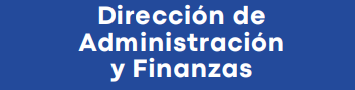 Dirección de
Administración
y Finanzas